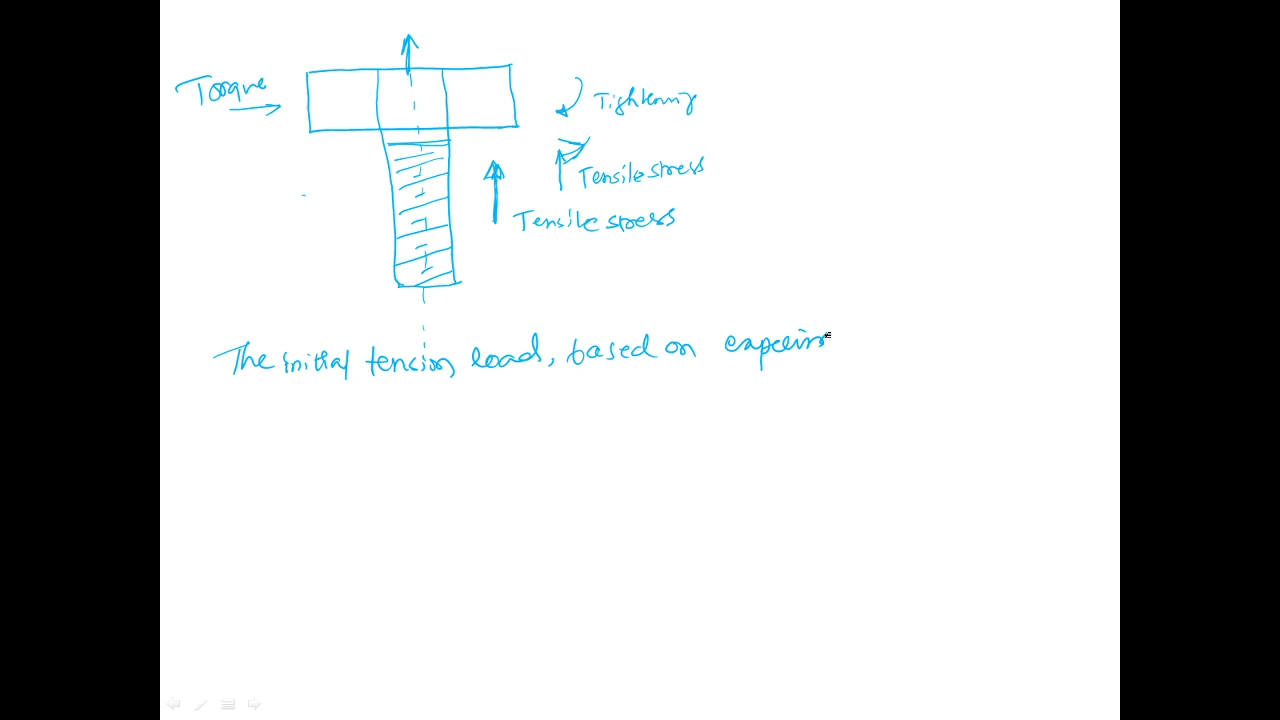 Torque
Tightening
Tensile stress
Tensile stress
The initial tension load, based on